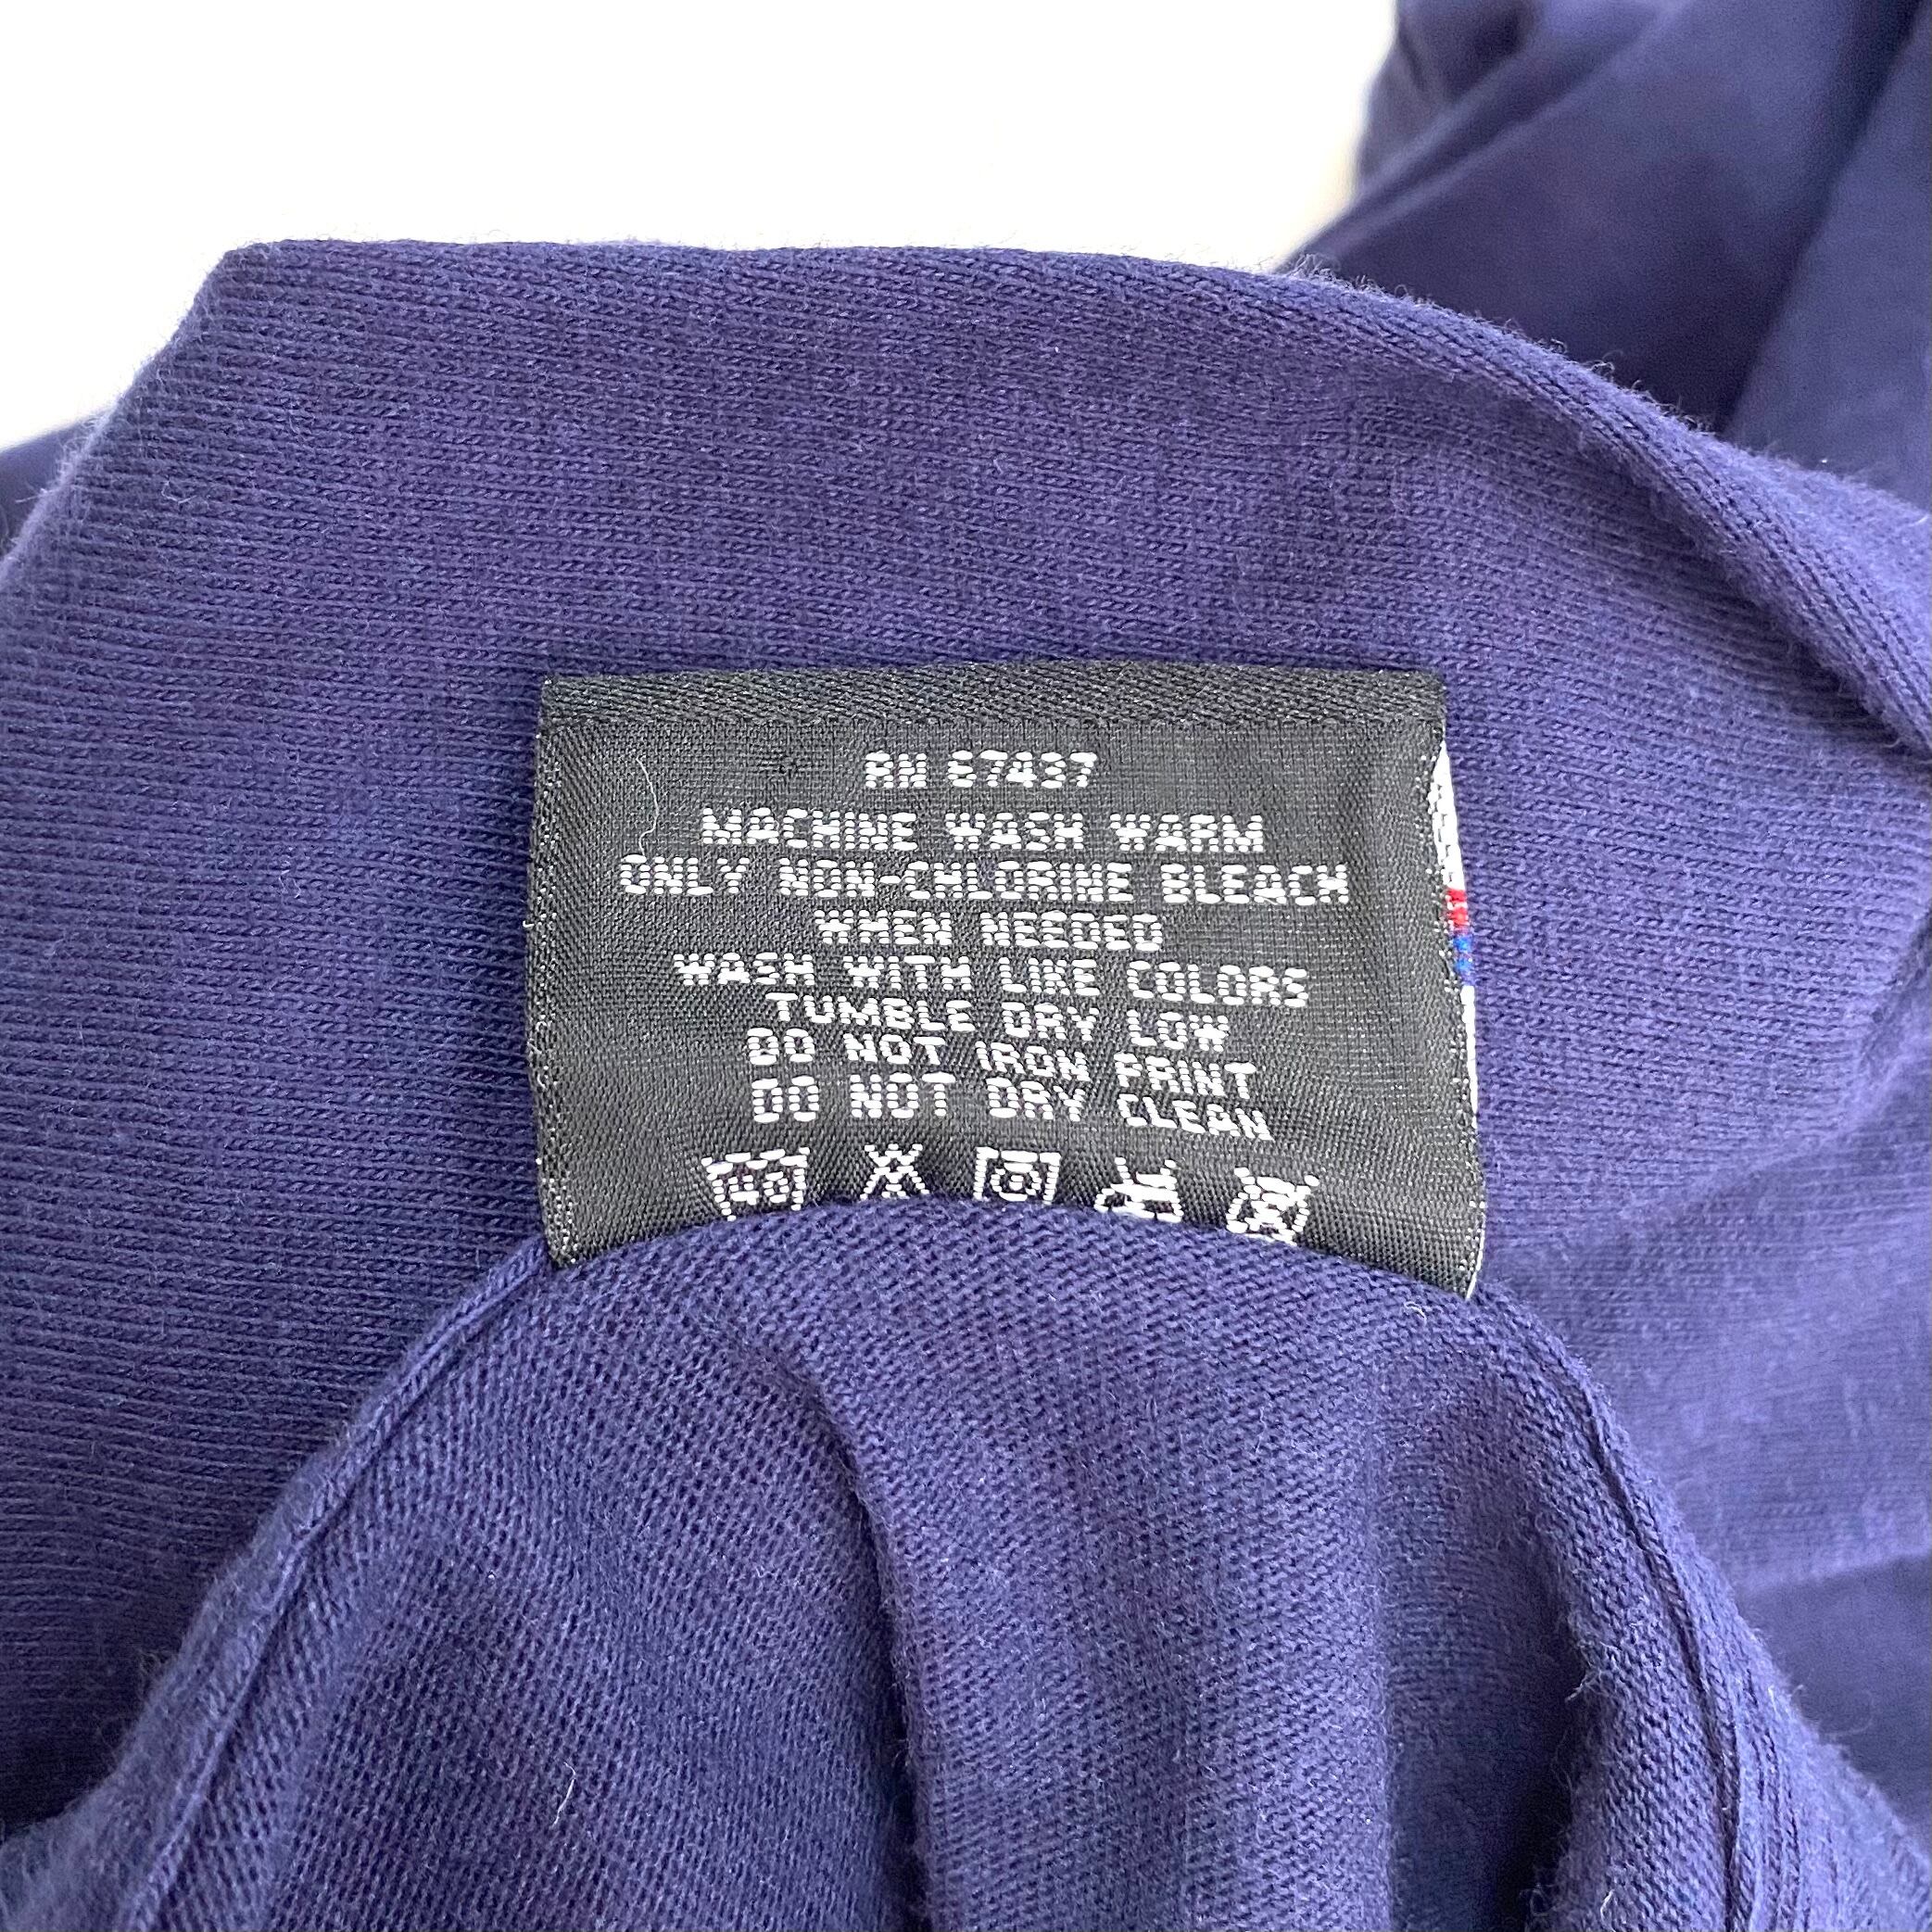 RN 67437
MACHINE WASH WARM
ONLY NON-CHLORINE BLEACH
WHEN NEEDED
WASH WITH LIKE COLORS
TUMBLE DRY LOW
DO NOT IRON PRINT
DO NOT DRY CLEAN
40